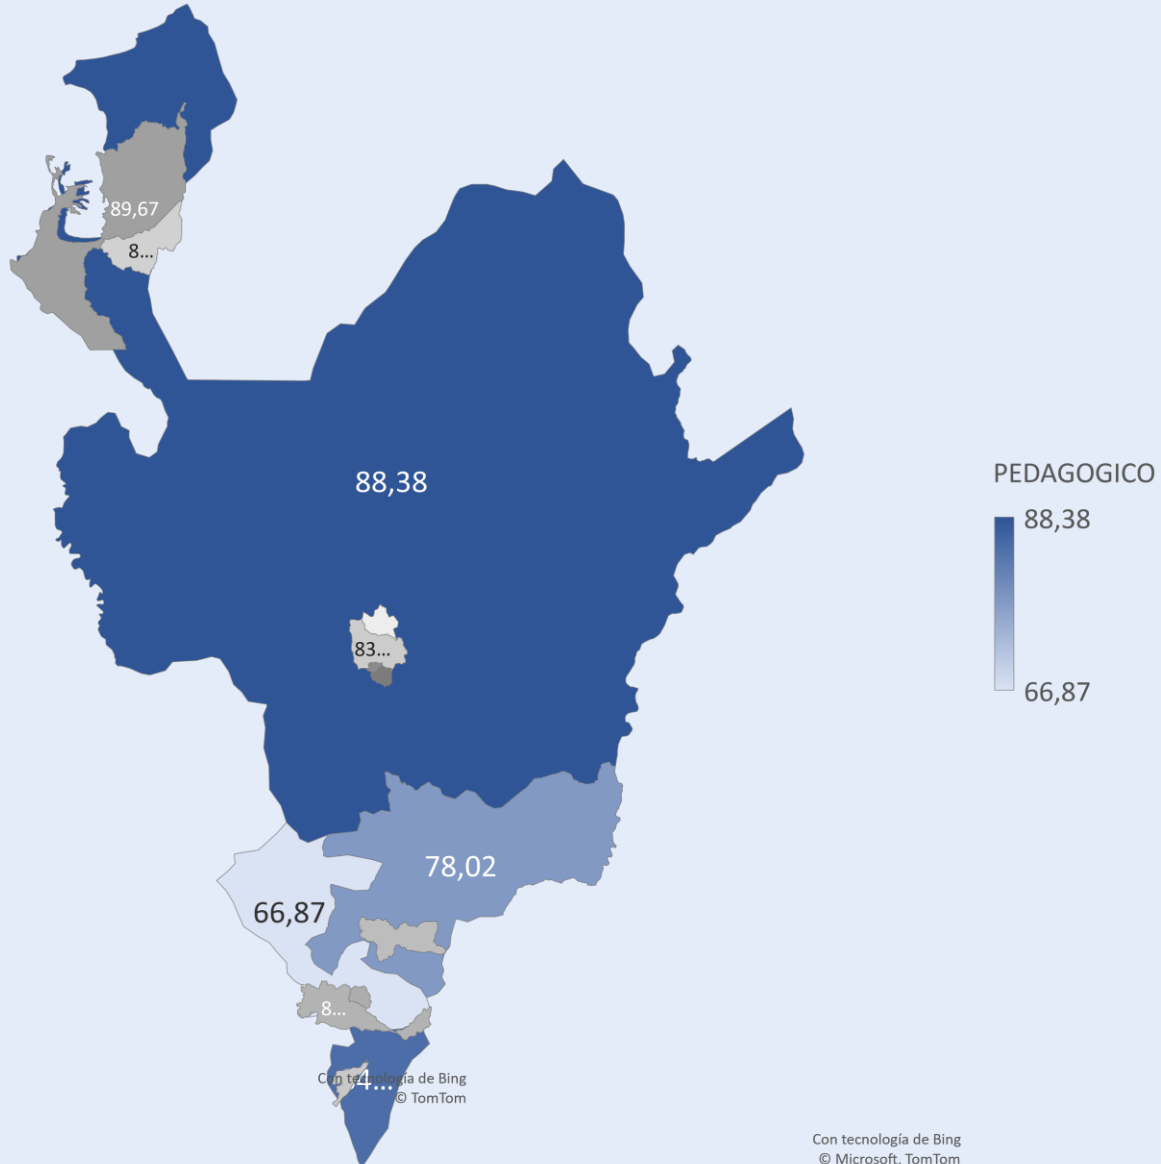 89,67
8...
88,38
PEDAGOGICO
88,38
83...
66,87
78,02
66,87
8...
4...
Con tecnología de Bing
© TomTom
Con tecnología de Bing
© Microsoft, TomTom